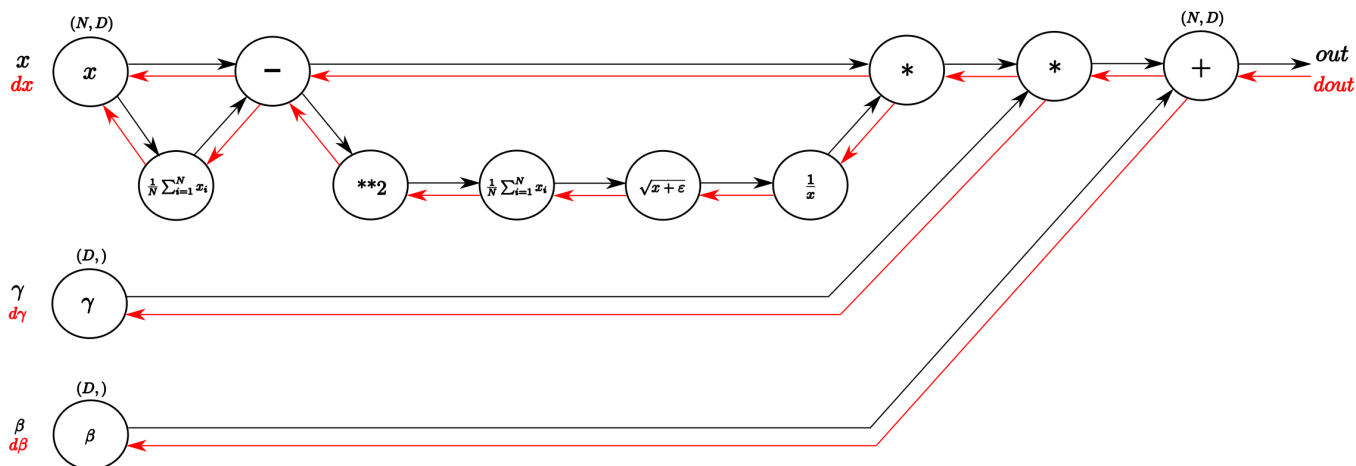 (N, D) (N, D)
x x − * * + out
dx dout
1/N ∑_{i=1}^{N} x_i **2 1/N ∑_{i=1}^{N} x_i √(x + ε) 1/x
(D,)
γ γ
dγ
(D,)
β β
dβ